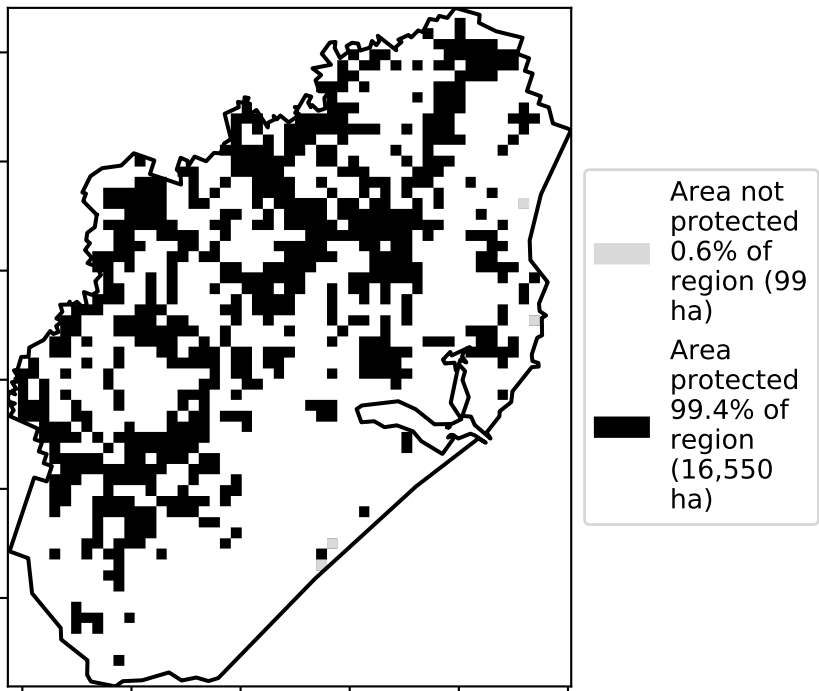 Area not
protected
0.6% of
region (99
ha)
Area
protected
99.4% of
region
(16,550
ha)